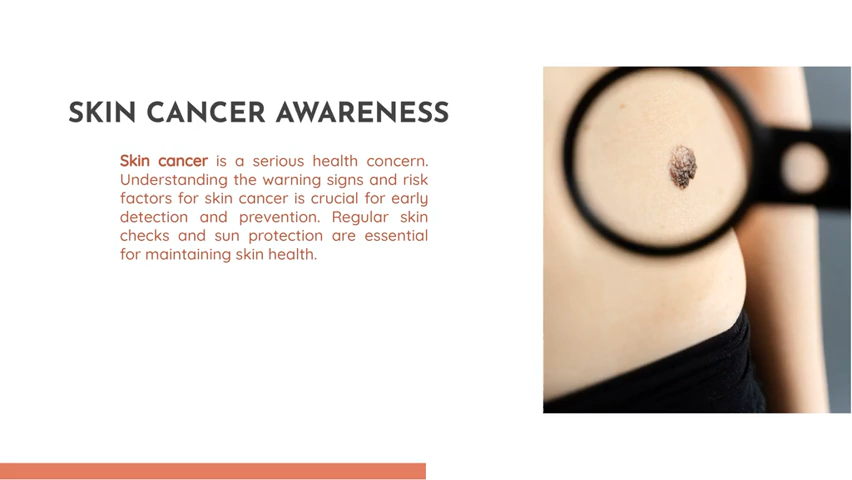 SKIN CANCER AWARENESS
Skin cancer is a serious health concern.
Understanding the warning signs and risk
factors for skin cancer is crucial for early
detection and prevention. Regular skin
checks and sun protection are essential
for maintaining skin health.